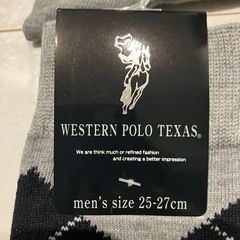 WESTERN POLO TEXAS®
We are think much or refined fashion
and creating a better impression
men's size 25-27cm